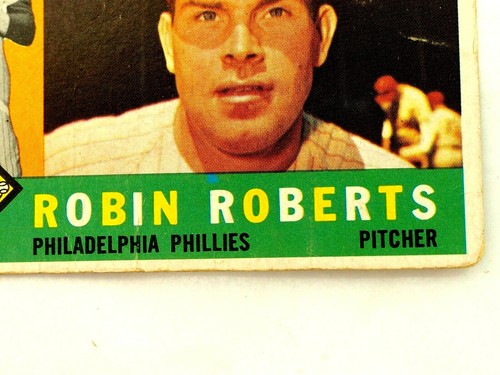 ROBIN ROBERTS
PHILADELPHIA PHILLIES PITCHER